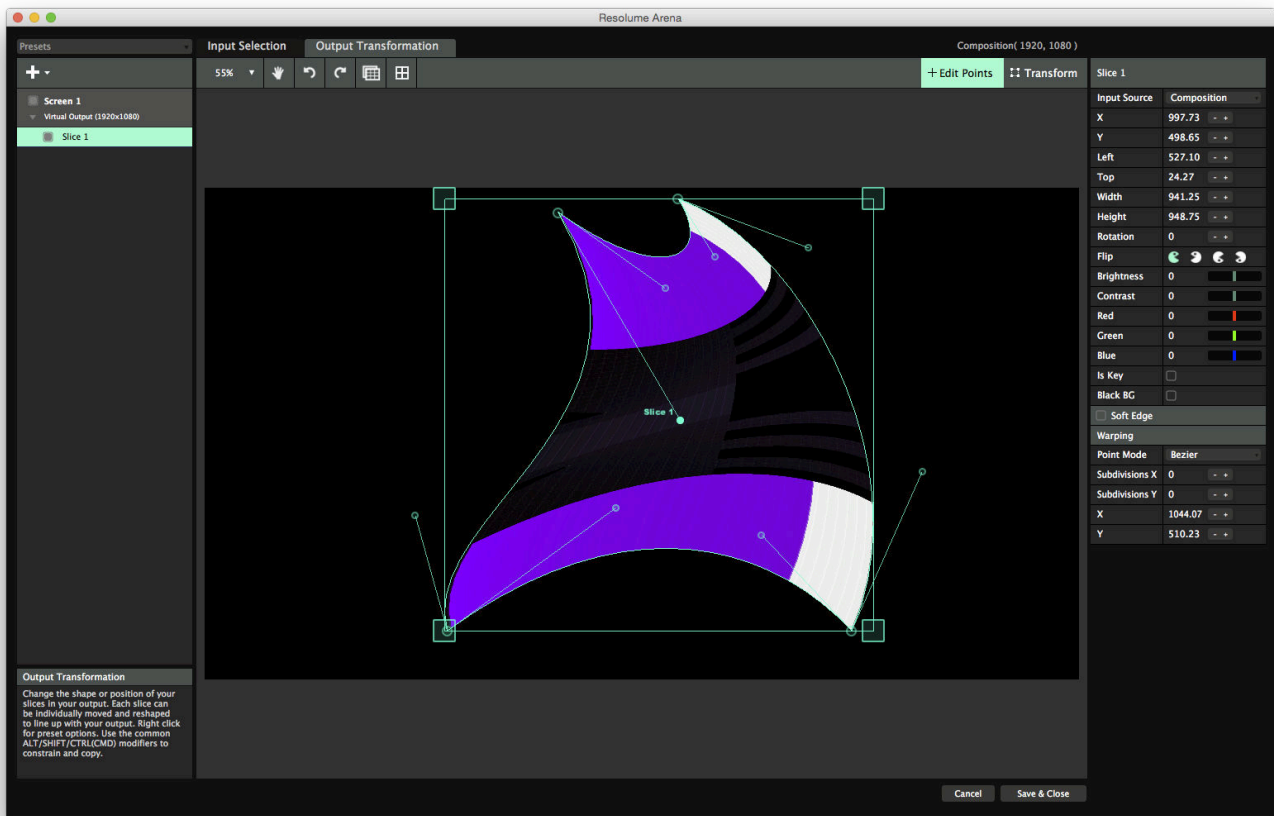 Resolume Arena
Presets
Input Selection
Output Transformation
Composition( 1920, 1080 )
55%
+ Edit Points
Transform
Slice 1
Screen 1
Virtual Output (1920x1080)
Slice 1
Slice 1
Input Source Composition
X 997.73 - +
Y 498.65 - +
Left 527.10 - +
Top 24.27 - +
Width 941.25 - +
Height 948.75 - +
Rotation 0 - +
Flip
Brightness 0
Contrast 0
Red 0
Green 0
Blue 0
Is Key
Black BG
Soft Edge
Warping
Point Mode Bezier
Subdivisions X 0 - +
Subdivisions Y 0 - +
X 1044.07 - +
Y 510.23 - +
Output Transformation
Change the shape or position of your
slices in your output. Each slice can
be individually moved and reshaped
to line up with your output. Right click
for preset options. Use the common
ALT/SHIFT/CTRL(CMD) modifiers to
constrain and copy.
Cancel
Save & Close